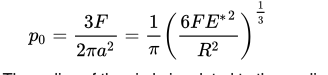 p₀ = 3F / 2πa² = 1/π (6FE*² / R²)^(1/3)